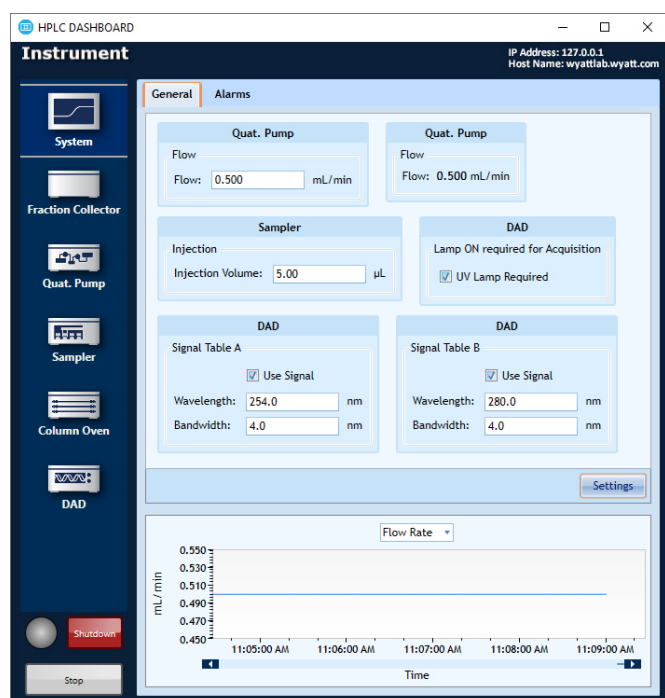 HPLC DASHBOARD
Instrument
IP Address: 127.0.0.1
Host Name: wyattlab.wyatt.com
System
Fraction Collector
Quat. Pump
Sampler
Column Oven
DAD
Shutdown
Stop
General Alarms
Quat. Pump
Flow
Flow: 0.500 mL/min
Quat. Pump
Flow
Flow: 0.500 mL/min
Sampler
Injection
Injection Volume: 5.00 µL
DAD
Lamp ON required for Acquisition
UV Lamp Required
DAD
Signal Table A
Use Signal
Wavelength: 254.0 nm
Bandwidth: 4.0 nm
DAD
Signal Table B
Use Signal
Wavelength: 280.0 nm
Bandwidth: 4.0 nm
Settings
Flow Rate
mL/min
0.550
0.530
0.510
0.490
0.470
0.450
11:05:00 AM 11:06:00 AM 11:07:00 AM 11:08:00 AM 11:09:00 AM
Time